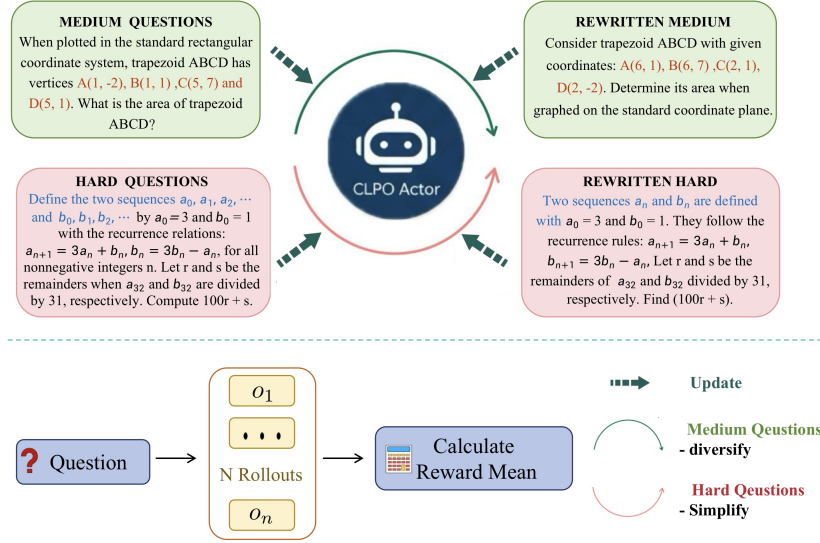 MEDIUM QUESTIONS
When plotted in the standard rectangular
coordinate system, trapezoid ABCD has
vertices A(1, -2), B(1, 1) ,C(5, 7) and
D(5, 1). What is the area of trapezoid
ABCD?
REWRITTEN MEDIUM
Consider trapezoid ABCD with given
coordinates: A(6, 1), B(6, 7) ,C(2, 1),
D(2, -2). Determine its area when
graphed on the standard coordinate plane.
CLPO Actor
HARD QUESTIONS
Define the two sequences a₀, a₁, a₂, ⋯
and b₀, b₁, b₂, ⋯ by a₀ = 3 and b₀ = 1
with the recurrence relations:
aₙ₊₁ = 3aₙ + bₙ, bₙ = 3bₙ − aₙ, for all
nonnegative integers n. Let r and s be the
remainders when a₃₂ and b₃₂ are divided
by 31, respectively. Compute 100r + s.
REWRITTEN HARD
Two sequences aₙ and bₙ are defined
with a₀ = 3 and b₀ = 1. They follow the
recurrence rules: aₙ₊₁ = 3aₙ + bₙ,
bₙ₊₁ = 3bₙ − aₙ, Let r and s be the
remainders of a₃₂ and b₃₂ divided by 31,
respectively. Find (100r + s).
? Question
o₁
• • •
N Rollouts
oₙ
Calculate
Reward Mean
Update
Medium Qeustions
- diversify
Hard Qeustions
- Simplify